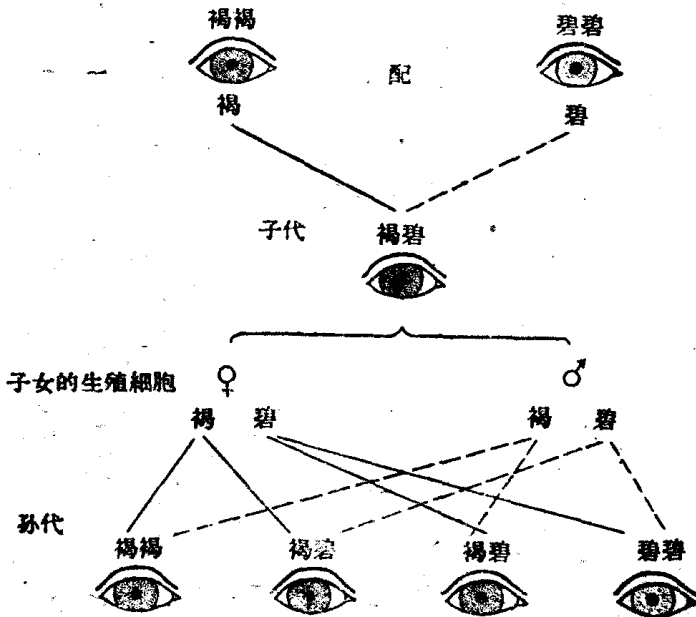 褐褐 碧碧
配
褐 碧
子代 褐碧
子女的生殖細胞 ♀ ♂
褐 碧 褐 碧
孙代
褐褐 褐碧 褐碧 碧碧